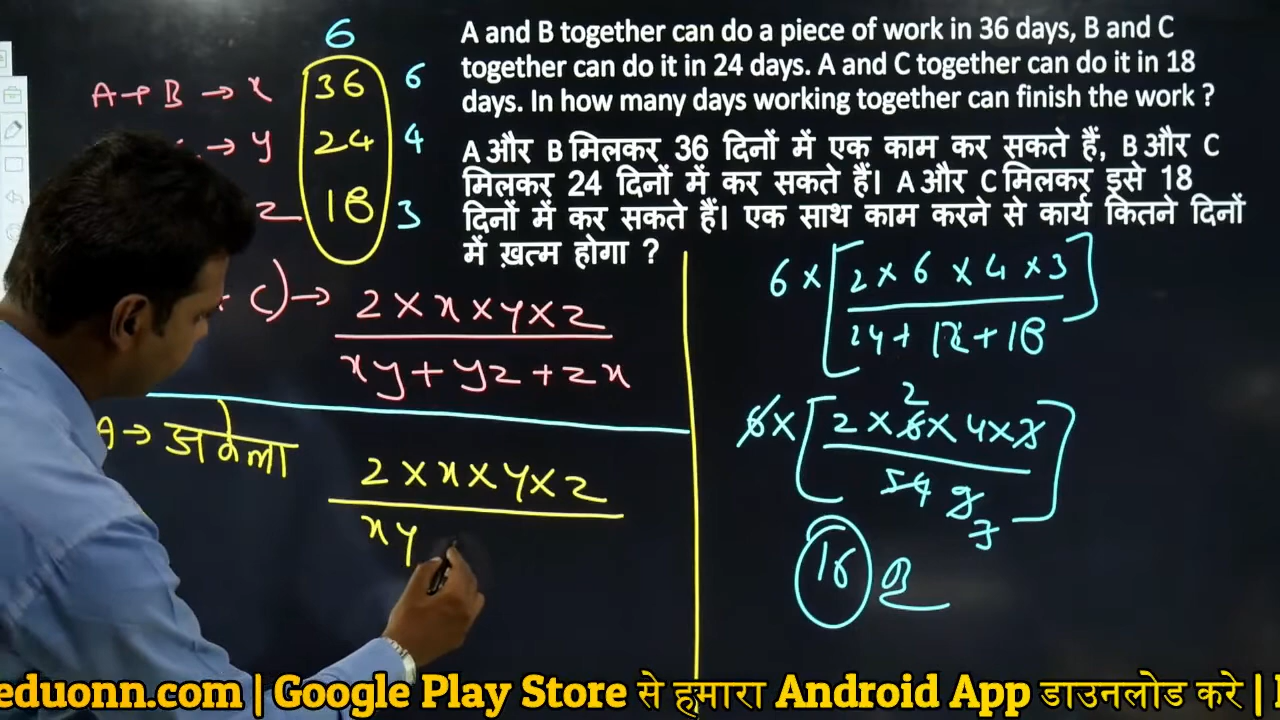 A and B together can do a piece of work in 36 days, B and C
together can do it in 24 days. A and C together can do it in 18
days. In how many days working together can finish the work ?
A और B मिलकर 36 दिनों में एक काम कर सकते हैं, B और C
मिलकर 24 दिनों में कर सकते हैं। A और C मिलकर इसे 18
दिनों में कर सकते हैं। एक साथ काम करने से कार्य कितने दिनों
में ख़त्म होगा ?
6
A+B → x 36 6
→ y 24 4
z 18 3
C) → 2 × x × y × z
xy + yz + zx
A → अकेला
2 × x × y × z
xy
6 × [2 × 6 × 4 × 3]
24 + 12 + 18
6 × [2 × 6 × 4 × 3]
2
54 9
3
16
eduonn.com | Google Play Store से हमारा Android App डाउनलोड करे |